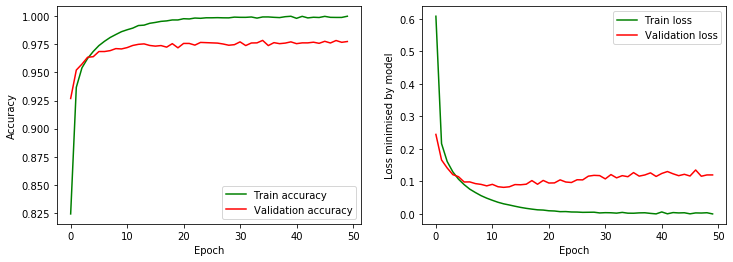 1.000
0.975
0.950
0.925
0.900
0.875
0.850
0.825
Accuracy
Train accuracy
Validation accuracy
0 10 20 30 40 50
Epoch
0.6
0.5
0.4
0.3
0.2
0.1
0.0
Loss minimised by model
Train loss
Validation loss
0 10 20 30 40 50
Epoch